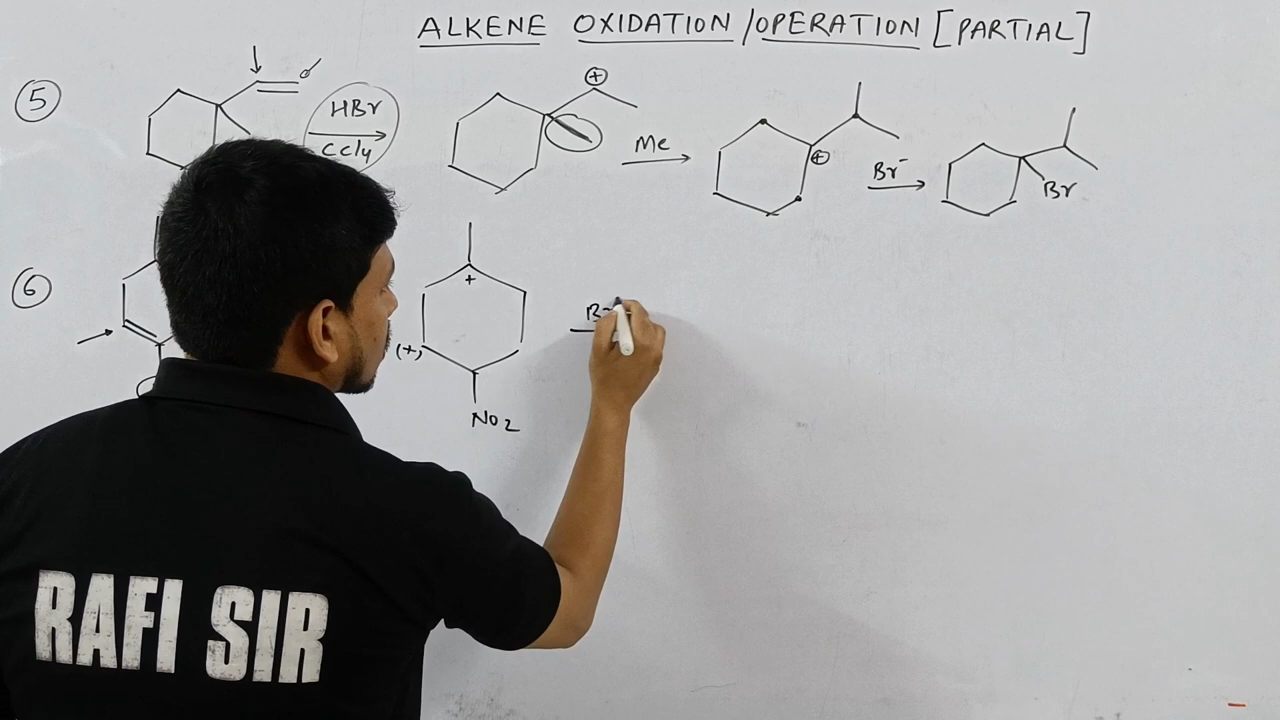 ALKENE OXIDATION/OPERATION [PARTIAL]
5
HBr
CCl4
+
Me
+
Br-
Br
6
+
(+)
NO2
RAFI SIR